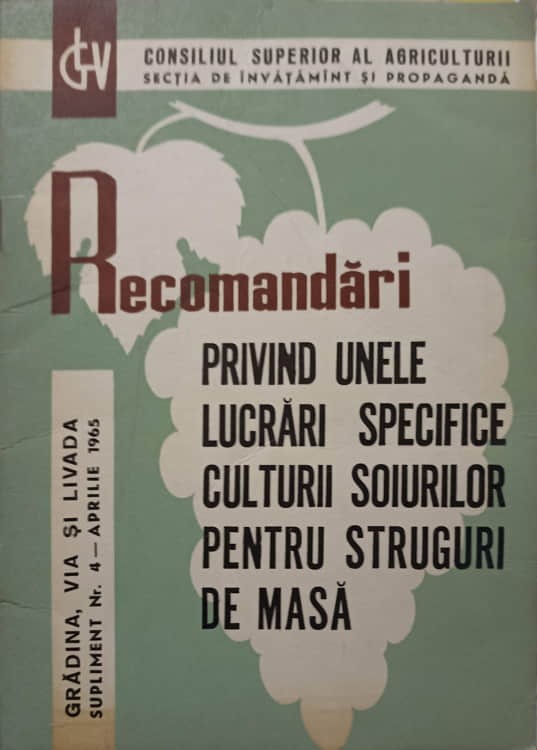 GLV
CONSILIUL SUPERIOR AL AGRICULTURII
SECȚIA DE ÎNVĂȚĂMÎNT ȘI PROPAGANDĂ
Recomandări
PRIVIND UNELE
LUCRĂRI SPECIFICE
CULTURII SOIURILOR
PENTRU STRUGURI
DE MASĂ
GRĂDINA, VIA ȘI LIVADA
SUPLIMENT Nr. 4 — APRILIE 1965